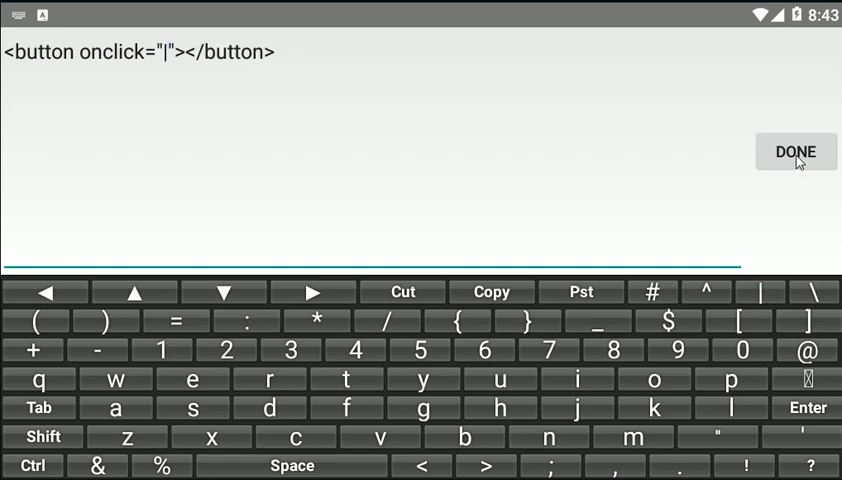 A 8:43
<button onclick="|"></button>
DONE
◀ ▲ ▼ ▶ Cut Copy Pst # ^ | \
( ) = : * / { } _ $ [ ]
+ - 1 2 3 4 5 6 7 8 9 0 @
q w e r t y u i o p
Tab a s d f g h j k l Enter
Shift z x c v b n m " '
Ctrl & % Space < > ; , . ! ?